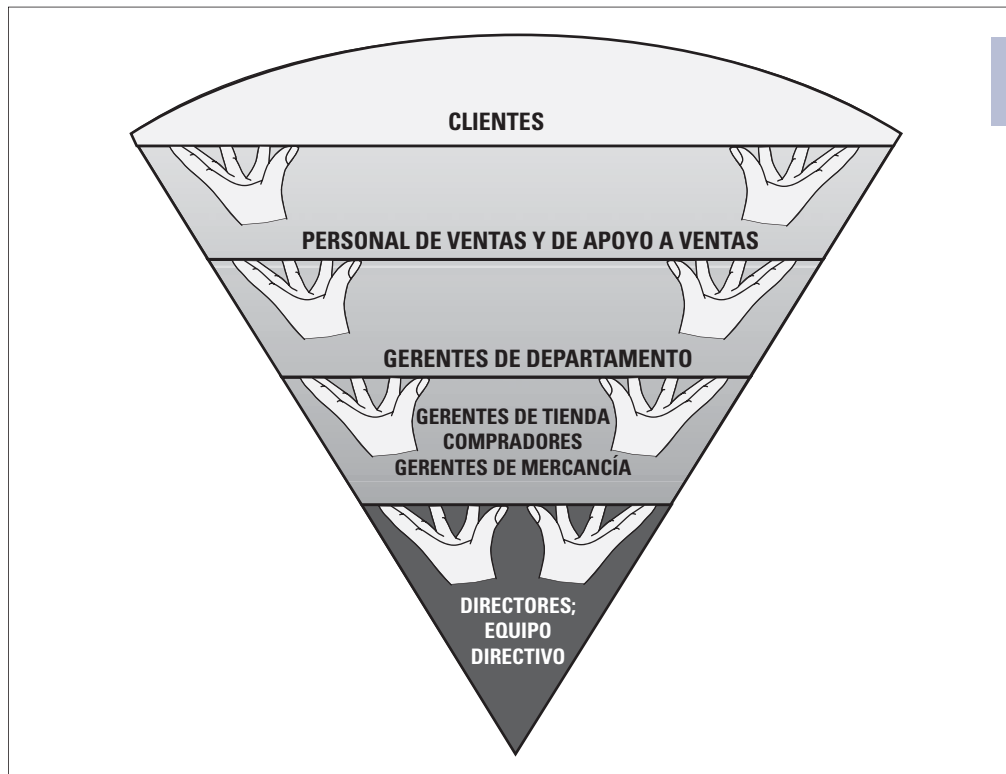 CLIENTES
PERSONAL DE VENTAS Y DE APOYO A VENTAS
GERENTES DE DEPARTAMENTO
GERENTES DE TIENDA
COMPRADORES
GERENTES DE MERCANCÍA
DIRECTORES;
EQUIPO
DIRECTIVO